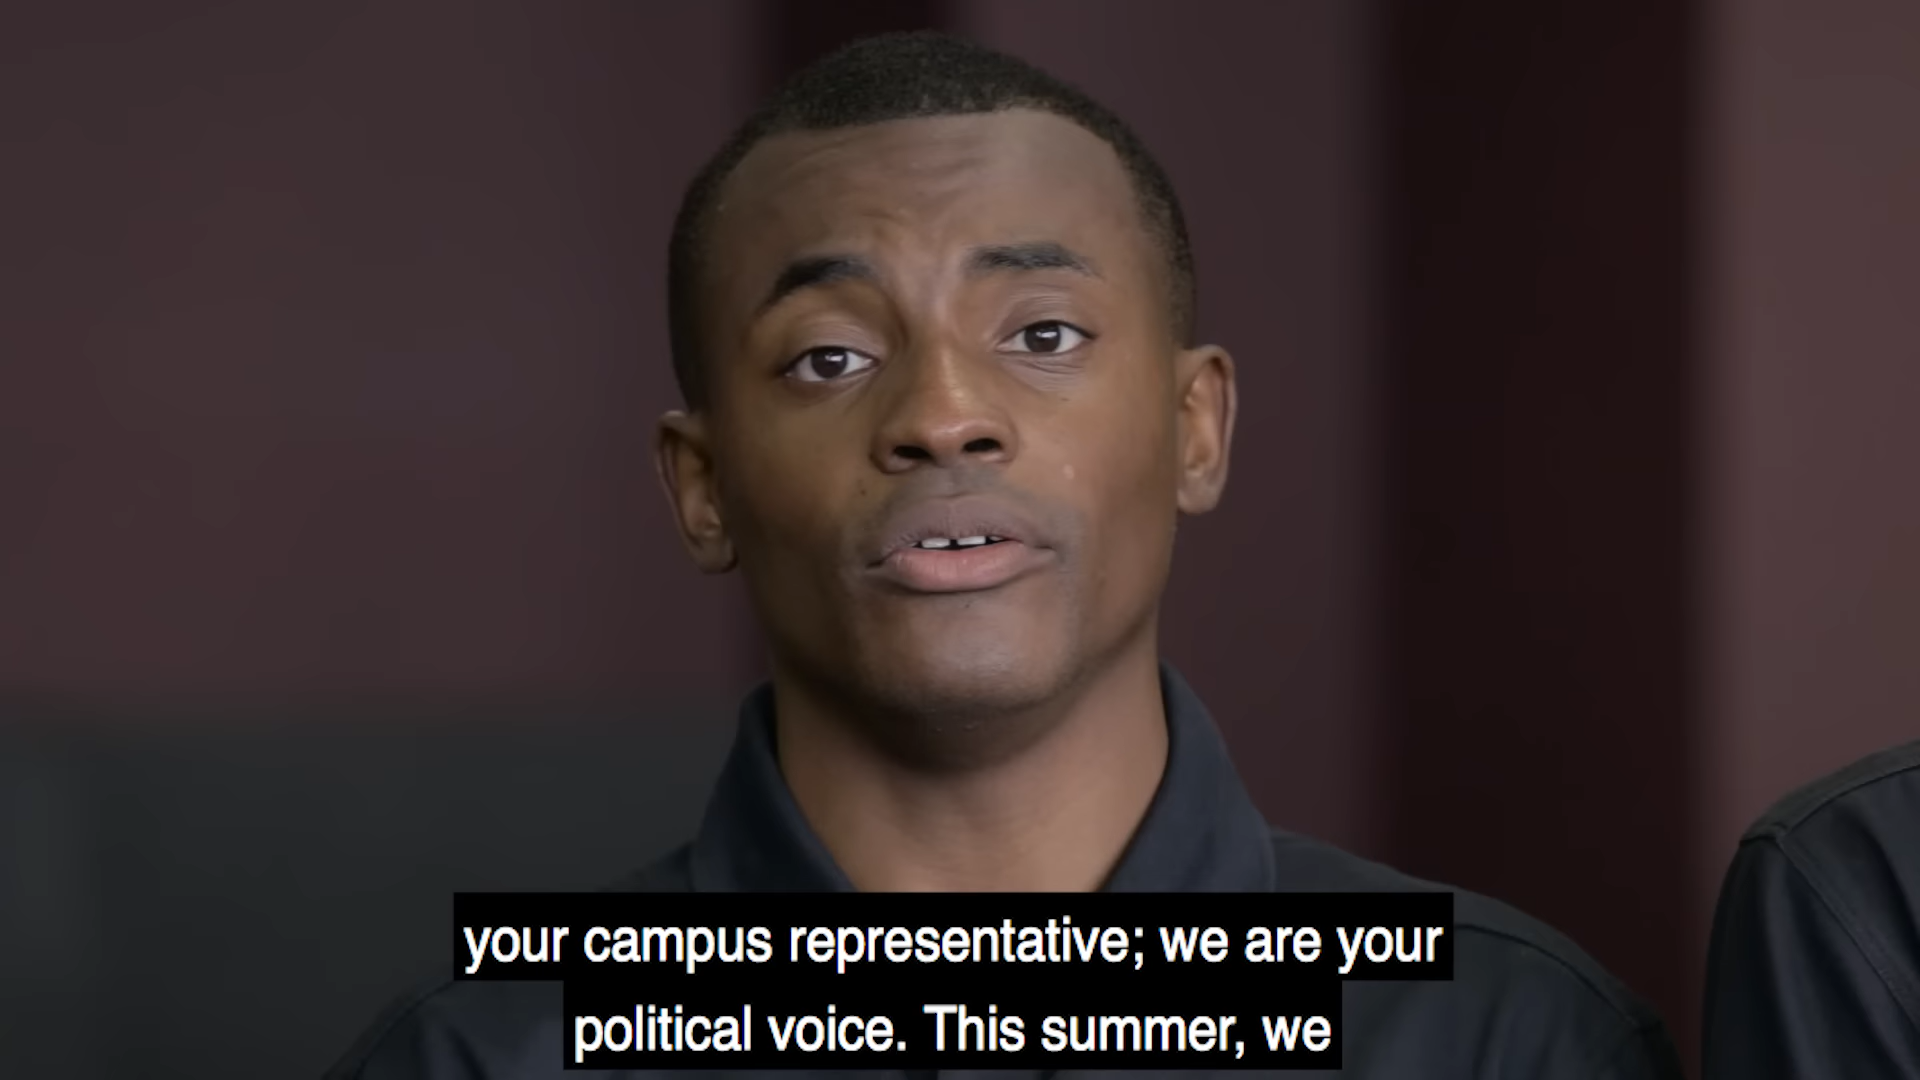 your campus representative; we are your
political voice. This summer, we